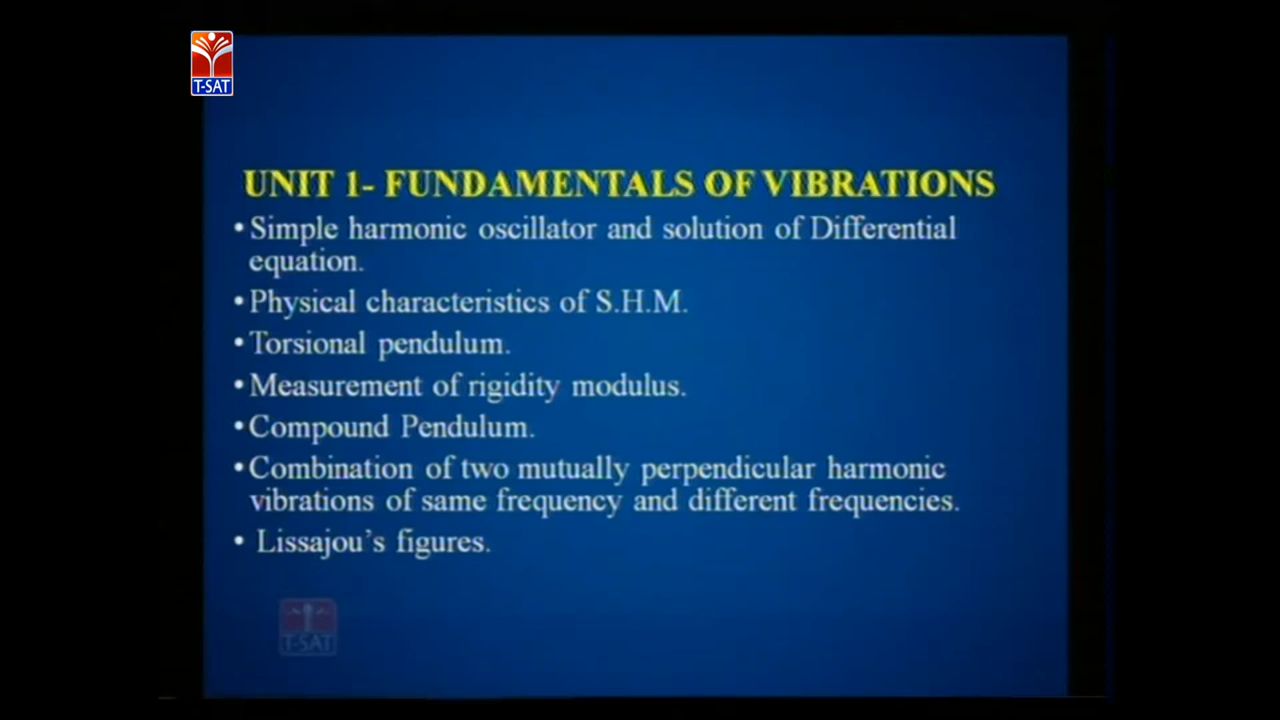 T-SAT
UNIT 1- FUNDAMENTALS OF VIBRATIONS
•Simple harmonic oscillator and solution of Differential
equation.
•Physical characteristics of S.H.M.
•Torsional pendulum.
•Measurement of rigidity modulus.
•Compound Pendulum.
•Combination of two mutually perpendicular harmonic
vibrations of same frequency and different frequencies.
• Lissajou’s figures.
T-SAT